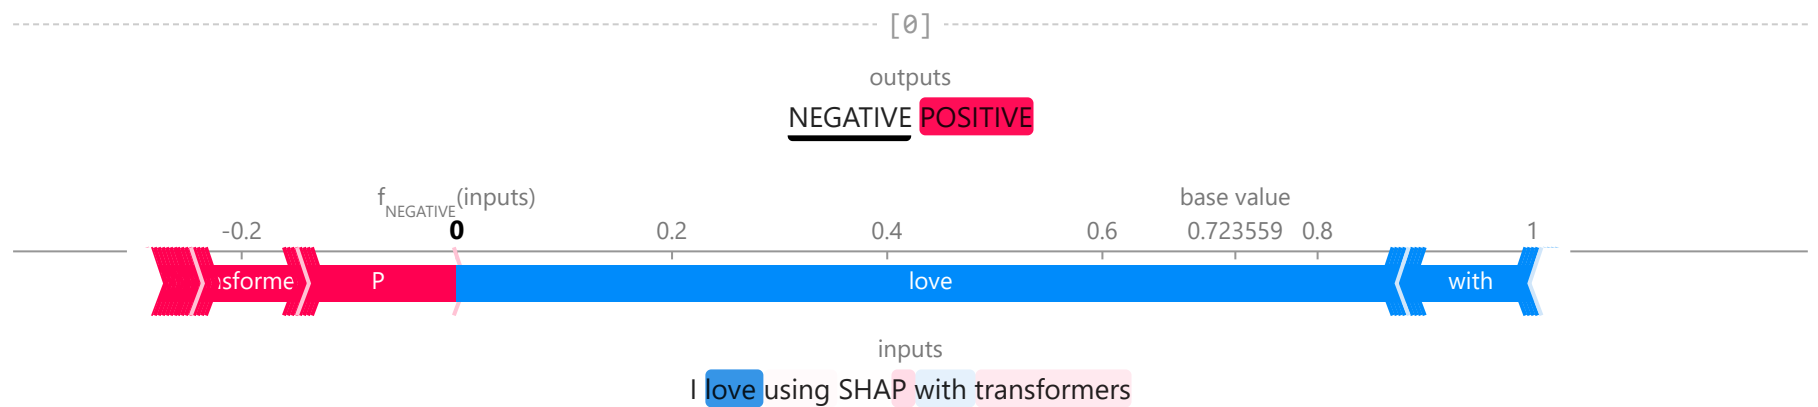 [0]
outputs
NEGATIVE POSITIVE
f NEGATIVE (inputs) base value
-0.2 0 0.2 0.4 0.6 0.723559 0.8 1
nsforme P love with
inputs
I love using SHAP with transformers